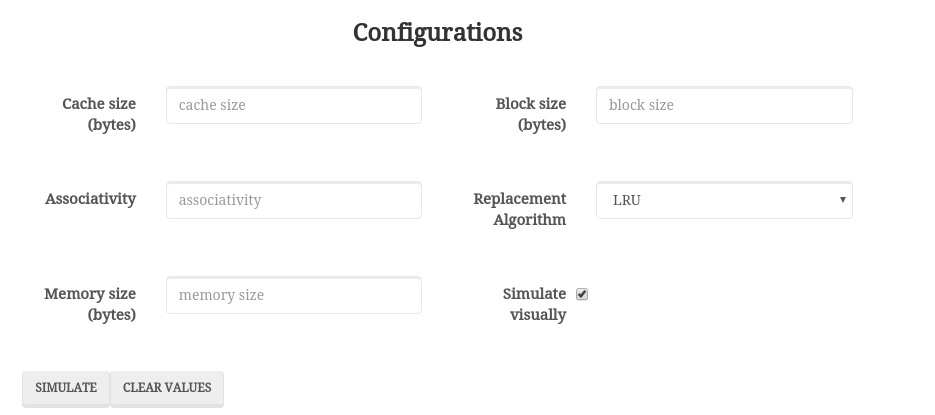 Configurations
Cache size
(bytes)
cache size
Block size
(bytes)
block size
Associativity
associativity
Replacement
Algorithm
LRU
Memory size
(bytes)
memory size
Simulate
visually
SIMULATE
CLEAR VALUES